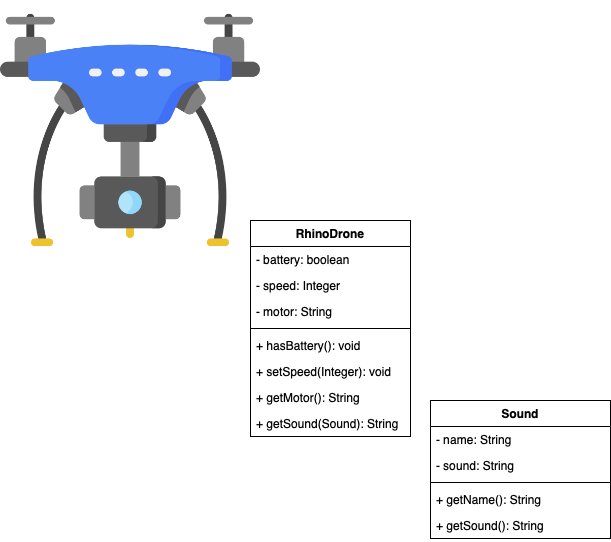 RhinoDrone
- battery: boolean
- speed: Integer
- motor: String
+ hasBattery(): void
+ setSpeed(Integer): void
+ getMotor(): String
+ getSound(Sound): String
Sound
- name: String
- sound: String
+ getName(): String
+ getSound(): String